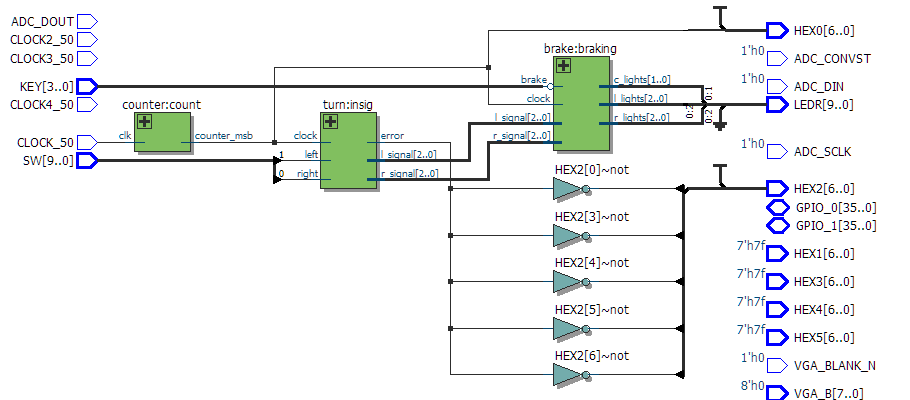 ADC_DOUT
CLOCK2_50
CLOCK3_50
KEY[3..0]
CLOCK4_50
CLOCK_50
SW[9..0]
counter:count
clk
counter_msb
turn:insig
clock
left
right
1
0
error
l_signal[2..0]
r_signal[2..0]
brake:braking
brake
clock
l_signal[2..0]
r_signal[2..0]
c_lights[1..0]
l_lights[2..0]
r_lights[2..0]
0:2
0:2 0:1
HEX2[0]~not
HEX2[3]~not
HEX2[4]~not
HEX2[5]~not
HEX2[6]~not
HEX0[6..0]
1'h0 ADC_CONVST
1'h0 ADC_DIN
LEDR[9..0]
1'h0 ADC_SCLK
HEX2[6..0]
GPIO_0[35..0]
GPIO_1[35..0]
7'h7f HEX1[6..0]
7'h7f HEX3[6..0]
7'h7f HEX4[6..0]
7'h7f HEX5[6..0]
1'h0 VGA_BLANK_N
8'h0 VGA_B[7..0]